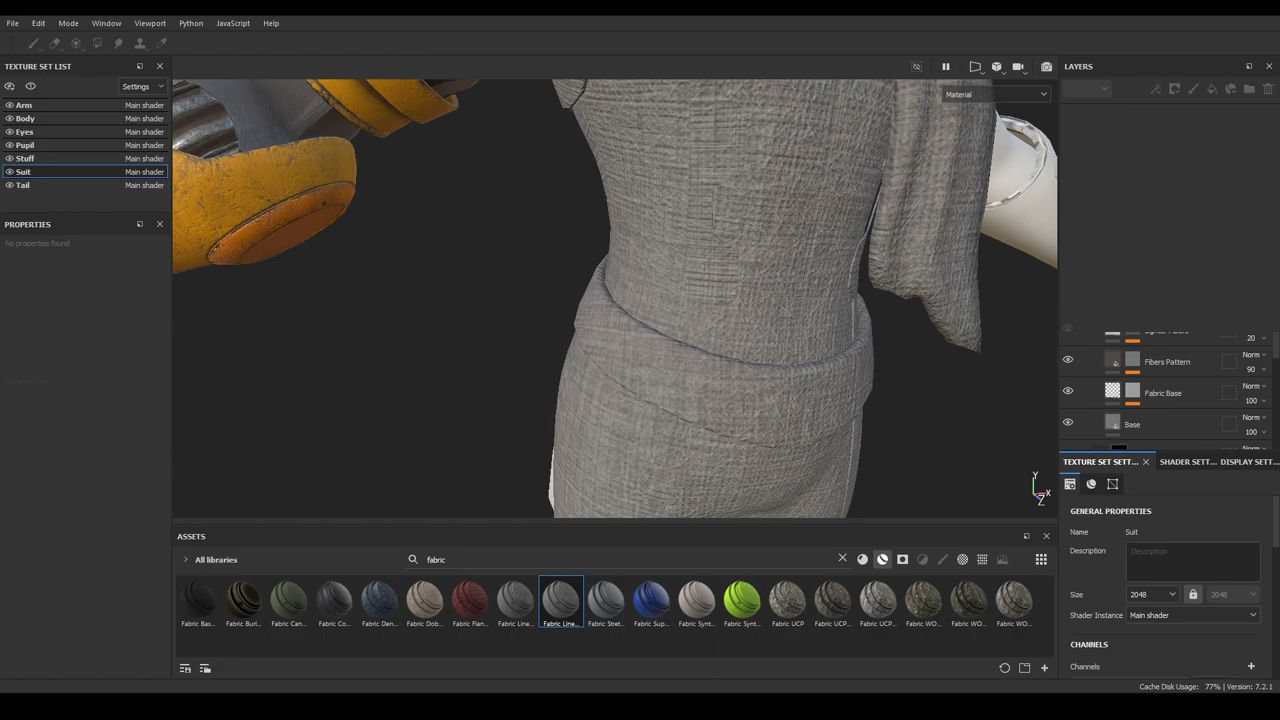 File Edit Mode Window Viewport Python JavaScript Help
TEXTURE SET LIST
Settings
Arm Main shader
Body Main shader
Eyes Main shader
Pupil Main shader
Stuff Main shader
Suit Main shader
Tail Main shader
PROPERTIES
No properties found
Material
Y
X
Z
LAYERS
20
Fibers Pattern Norm
90
Fabric Base Norm
100
Base Norm
100
TEXTURE SET SETT... SHADER SETT... DISPLAY SETT...
GENERAL PROPERTIES
Name Suit
Description Description
Size 2048 2048
Shader Instance Main shader
CHANNELS
Channels
ASSETS
All libraries fabric
Fabric Bas... Fabric Burl... Fabric Can... Fabric Co... Fabric Den... Fabric Dob... Fabric Flan... Fabric Line... Fabric Line... Fabric Stret... Fabric Sup... Fabric Synt... Fabric Synt... Fabric UCP Fabric UCP... Fabric UCP... Fabric WO... Fabric WO... Fabric WO...
Cache Disk Usage: 77% | Version: 7.2.1